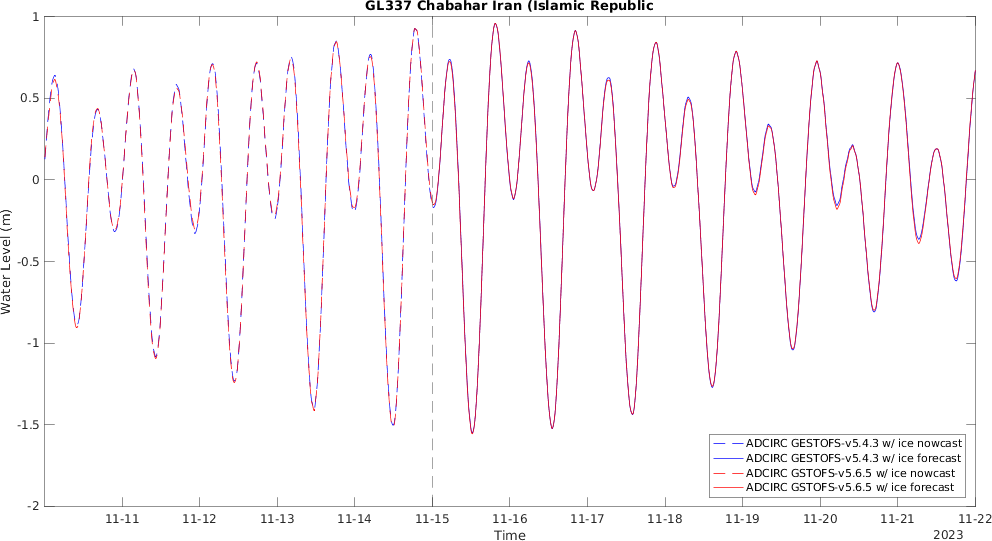 GL337 Chabahar Iran (Islamic Republic
1
0.5
0
-0.5
-1
-1.5
-2
Water Level (m)
ADCIRC GESTOFS-v5.4.3 w/ ice nowcast
ADCIRC GESTOFS-v5.4.3 w/ ice forecast
ADCIRC GSTOFS-v5.6.5 w/ ice nowcast
ADCIRC GSTOFS-v5.6.5 w/ ice forecast
11-11 11-12 11-13 11-14 11-15 11-16 11-17 11-18 11-19 11-20 11-21 11-22
Time
2023